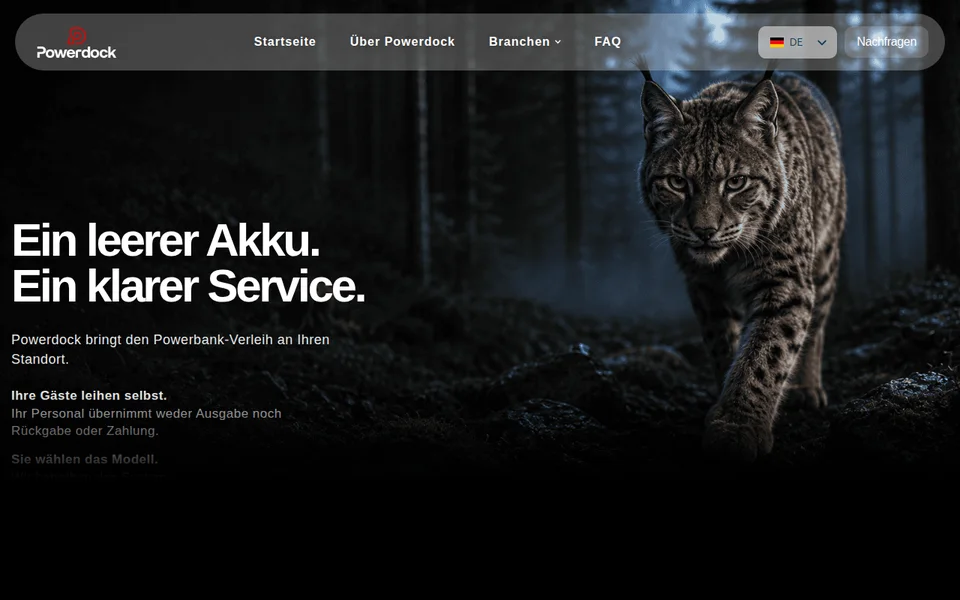 Powerdock
Startseite
Über Powerdock
Branchen
FAQ
DE
Nachfragen
Ein leerer Akku.
Ein klarer Service.
Powerdock bringt den Powerbank-Verleih an Ihren
Standort.
Ihre Gäste leihen selbst.
Ihr Personal übernimmt weder Ausgabe noch
Rückgabe oder Zahlung.
Sie wählen das Modell.